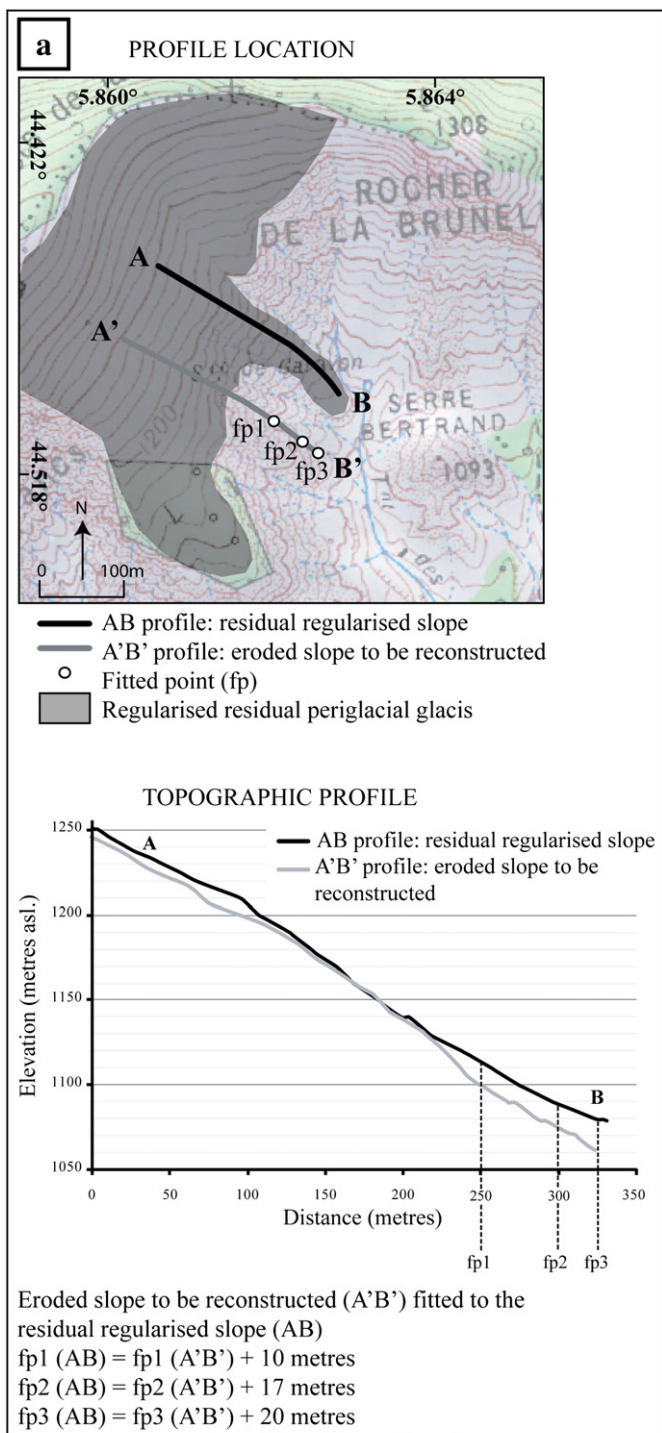 a
PROFILE LOCATION
5.860°
5.864°
44.422°
1308
ROCHER
DE LA BRUNEL
A
A'
B
SERRE
BERTRAND
1200
fp1
fp2
fp3
B'
1093
44.518°
N
0 100m
AB profile: residual regularised slope
A'B' profile: eroded slope to be reconstructed
Fitted point (fp)
Regularised residual periglacial glacis
TOPOGRAPHIC PROFILE
1250
A
AB profile: residual regularised slope
A'B' profile: eroded slope to be
reconstructed
1200
1150
1100
B
1050
Elevation (metres asl.)
0 50 100 150 200 250 300 350
Distance (metres)
fp1 fp2 fp3
Eroded slope to be reconstructed (A'B') fitted to the
residual regularised slope (AB)
fp1 (AB) = fp1 (A'B') + 10 metres
fp2 (AB) = fp2 (A'B') + 17 metres
fp3 (AB) = fp3 (A'B') + 20 metres